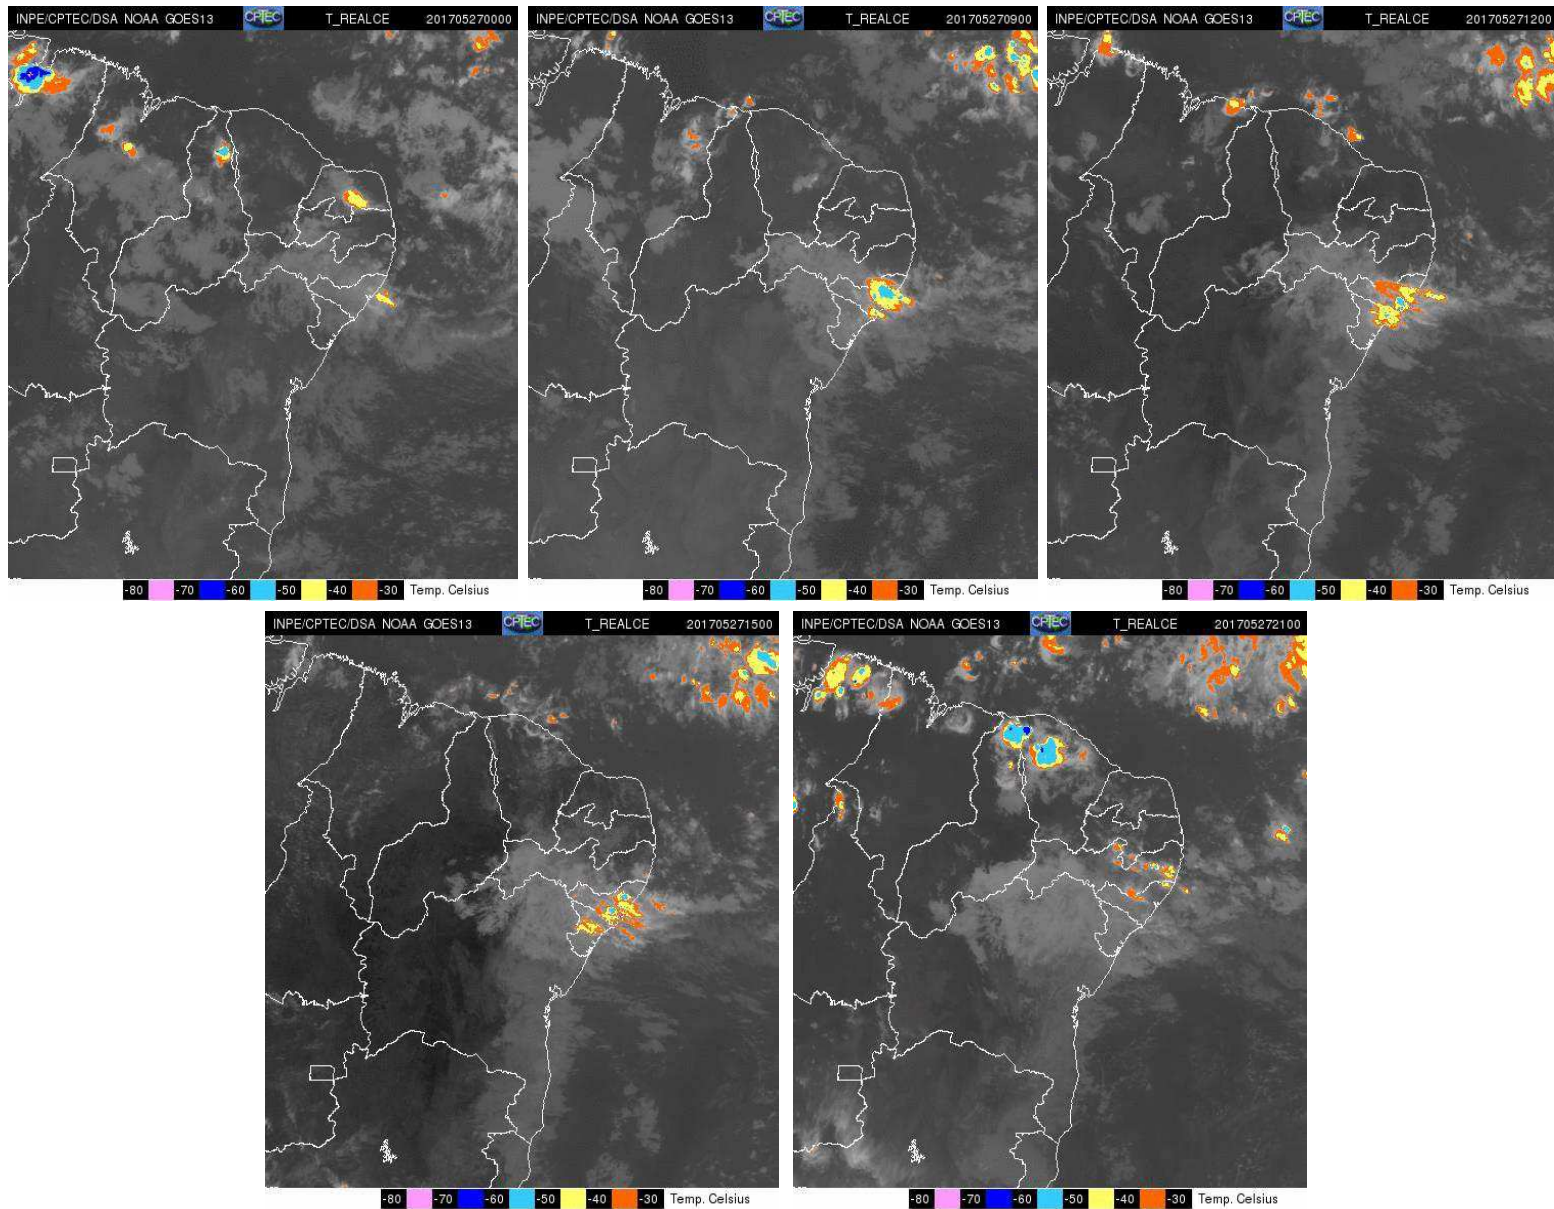 INPE/CPTEC/DSA NOAA GOES13 CPTEC T_REALCE 201705270000
-80 -70 -60 -50 -40 -30 Temp. Celsius
INPE/CPTEC/DSA NOAA GOES13 CPTEC T_REALCE 201705270900
-80 -70 -60 -50 -40 -30 Temp. Celsius
INPE/CPTEC/DSA NOAA GOES13 CPTEC T_REALCE 201705271200
-80 -70 -60 -50 -40 -30 Temp. Celsius
INPE/CPTEC/DSA NOAA GOES13 CPTEC T_REALCE 201705271500
-80 -70 -60 -50 -40 -30 Temp. Celsius
INPE/CPTEC/DSA NOAA GOES13 CPTEC T_REALCE 201705272100
-80 -70 -60 -50 -40 -30 Temp. Celsius